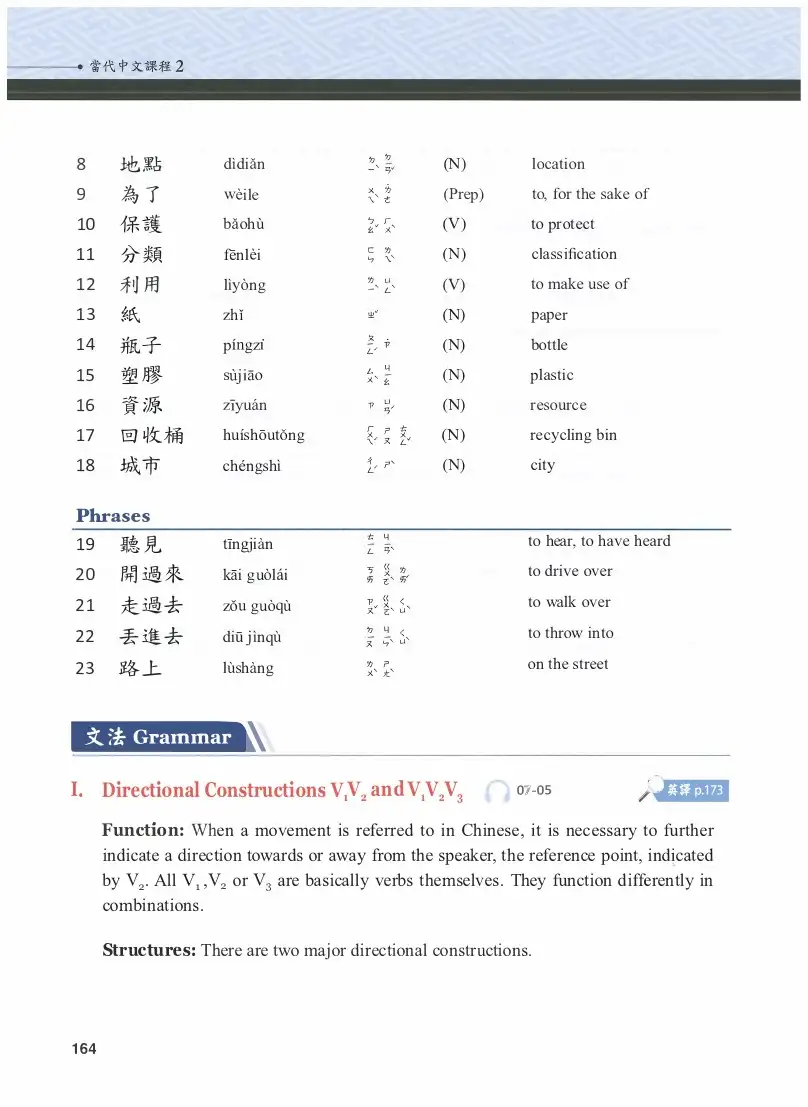 當代中文課程 2
8 地點 dìdiǎn ㄉㄧˋ ㄉㄧㄢˇ (N) location
9 為了 wèile ㄨㄟˋ ㄌㄜ˙ (Prep) to, for the sake of
10 保護 bǎohù ㄅㄠˇ ㄏㄨˋ (V) to protect
11 分類 fēnlèi ㄈㄣ ㄌㄟˋ (N) classification
12 利用 lìyòng ㄌㄧˋ ㄩㄥˋ (V) to make use of
13 紙 zhǐ ㄓˇ (N) paper
14 瓶子 píngzi ㄆㄧㄥˊ ㄗ˙ (N) bottle
15 塑膠 sùjiāo ㄙㄨˋ ㄐㄧㄠ (N) plastic
16 資源 zīyuán ㄗ ㄩㄢˊ (N) resource
17 回收桶 huíshōutǒng ㄏㄨㄟˊ ㄕㄡ ㄊㄨㄥˇ (N) recycling bin
18 城市 chéngshì ㄔㄥˊ ㄕˋ (N) city
Phrases
19 聽見 tīngjiàn ㄊㄧㄥ ㄐㄧㄢˋ to hear, to have heard
20 開過來 kāi guòlái ㄎㄞ ㄍㄨㄛˋ ㄌㄞˊ to drive over
21 走過去 zǒu guòqù ㄗㄡˇ ㄍㄨㄛˋ ㄑㄩˋ to walk over
22 丟進去 diū jìnqù ㄉㄧㄡ ㄐㄧㄣˋ ㄑㄩˋ to throw into
23 路上 lùshàng ㄌㄨˋ ㄕㄤˋ on the street
文法 Grammar
I. Directional Constructions V₁V₂ and V₁V₂V₃ 07-05 英譯 p.173
Function: When a movement is referred to in Chinese, it is necessary to further
indicate a direction towards or away from the speaker, the reference point, indicated
by V₂. All V₁ ,V₂ or V₃ are basically verbs themselves. They function differently in
combinations.
Structures: There are two major directional constructions.
164